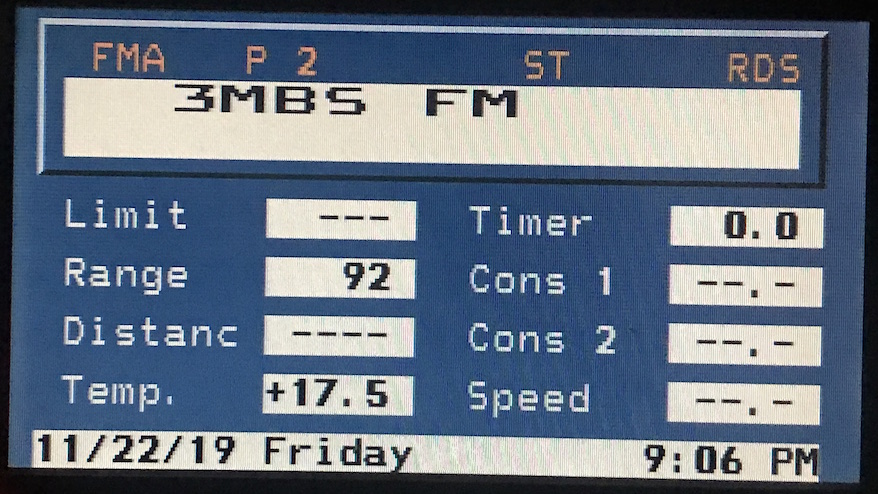 FMA P 2 ST RDS
3MBS FM
Limit --- Timer 0.0
Range 92 Cons 1 --.-
Distanc ---- Cons 2 --.-
Temp. +17.5 Speed --.-
11/22/19 Friday 9:06 PM